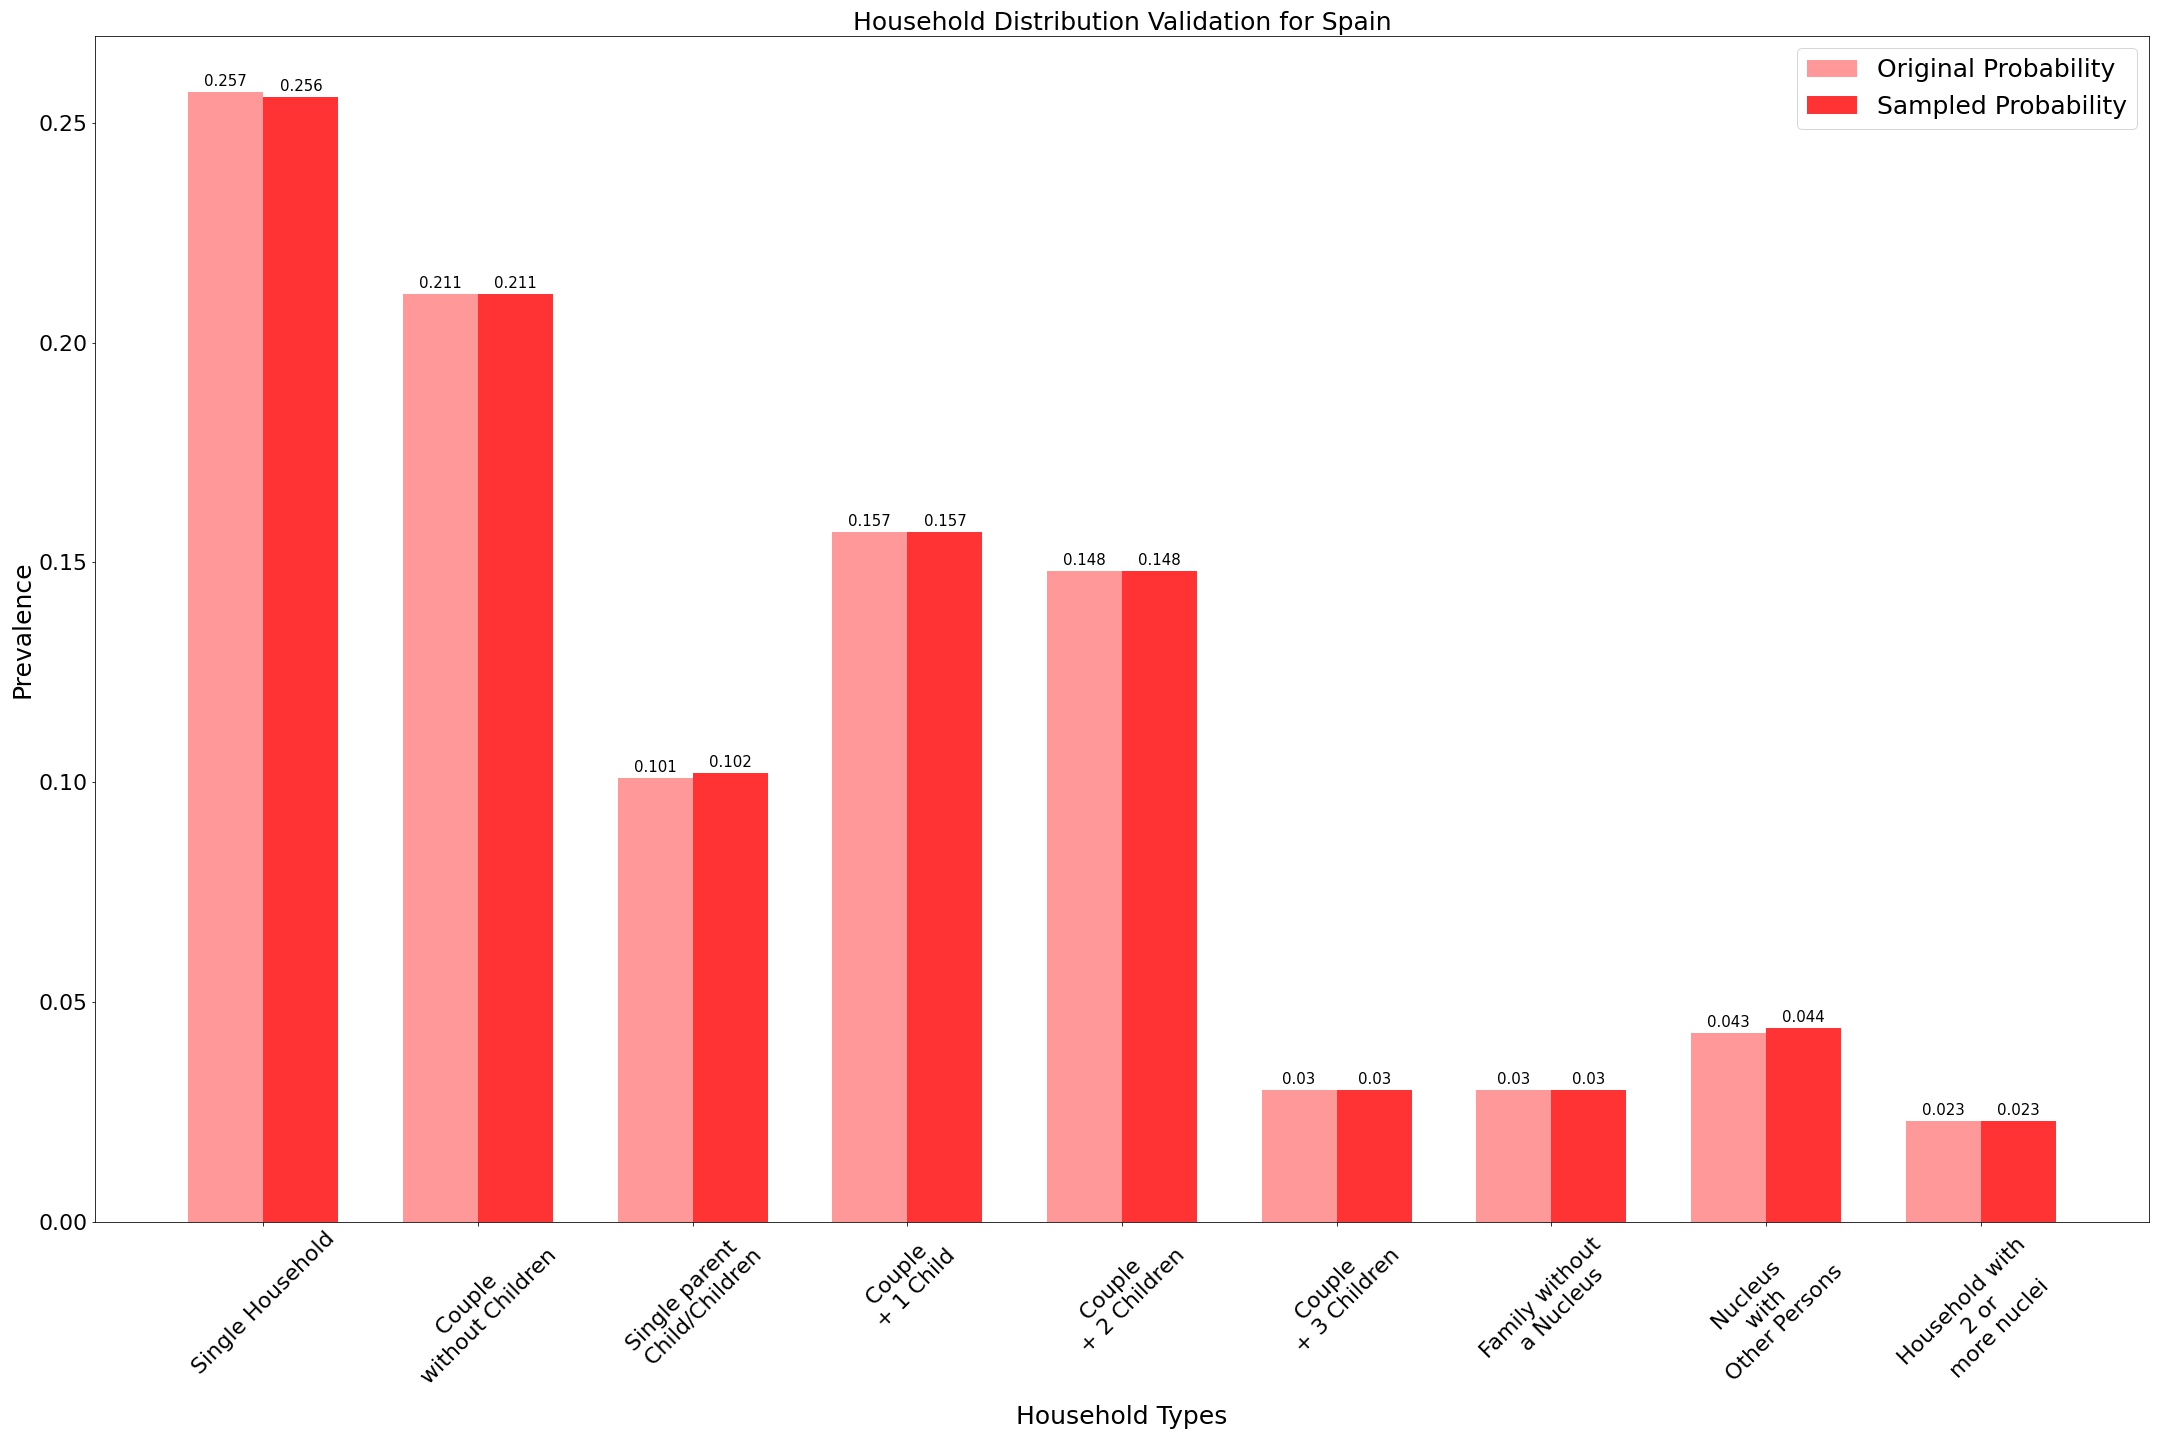 Household Distribution Validation for Spain
Original Probability
Sampled Probability
Prevalence
0.25
0.20
0.15
0.10
0.05
0.00
0.257
0.256
0.211
0.211
0.101
0.102
0.157
0.157
0.148
0.148
0.03
0.03
0.03
0.03
0.043
0.044
0.023
0.023
Single Household
Couple
without Children
Single parent
Child/Children
Couple
+ 1 Child
Couple
+ 2 Children
Couple
+ 3 Children
Family without
a Nucleus
Nucleus
with
Other Persons
Household with
2 or
more nuclei
Household Types